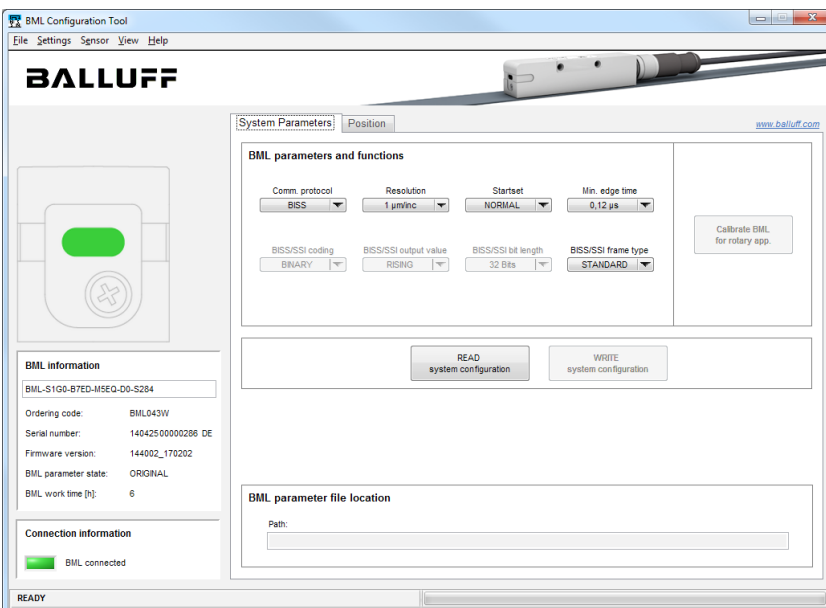 BML Configuration Tool
File Settings Sensor View Help
BALLUFF
System Parameters Position
www.balluff.com
BML parameters and functions
Comm. protocol Resolution Startset Min. edge time
BISS 1 µm/inc NORMAL 0,12 µs
Calibrate BML
for rotary app.
BISS/SSI coding BISS/SSI output value BISS/SSI bit length BISS/SSI frame type
BINARY RISING 32 Bits STANDARD
READ
system configuration
WRITE
system configuration
BML information
BML-S1G0-B7ED-M5EQ-D0-S284
Ordering code: BML043W
Serial number: 14042500000286 DE
Firmware version: 144002_170202
BML parameter state: ORIGINAL
BML work time [h]: 6
BML parameter file location
Path:
Connection information
BML connected
READY